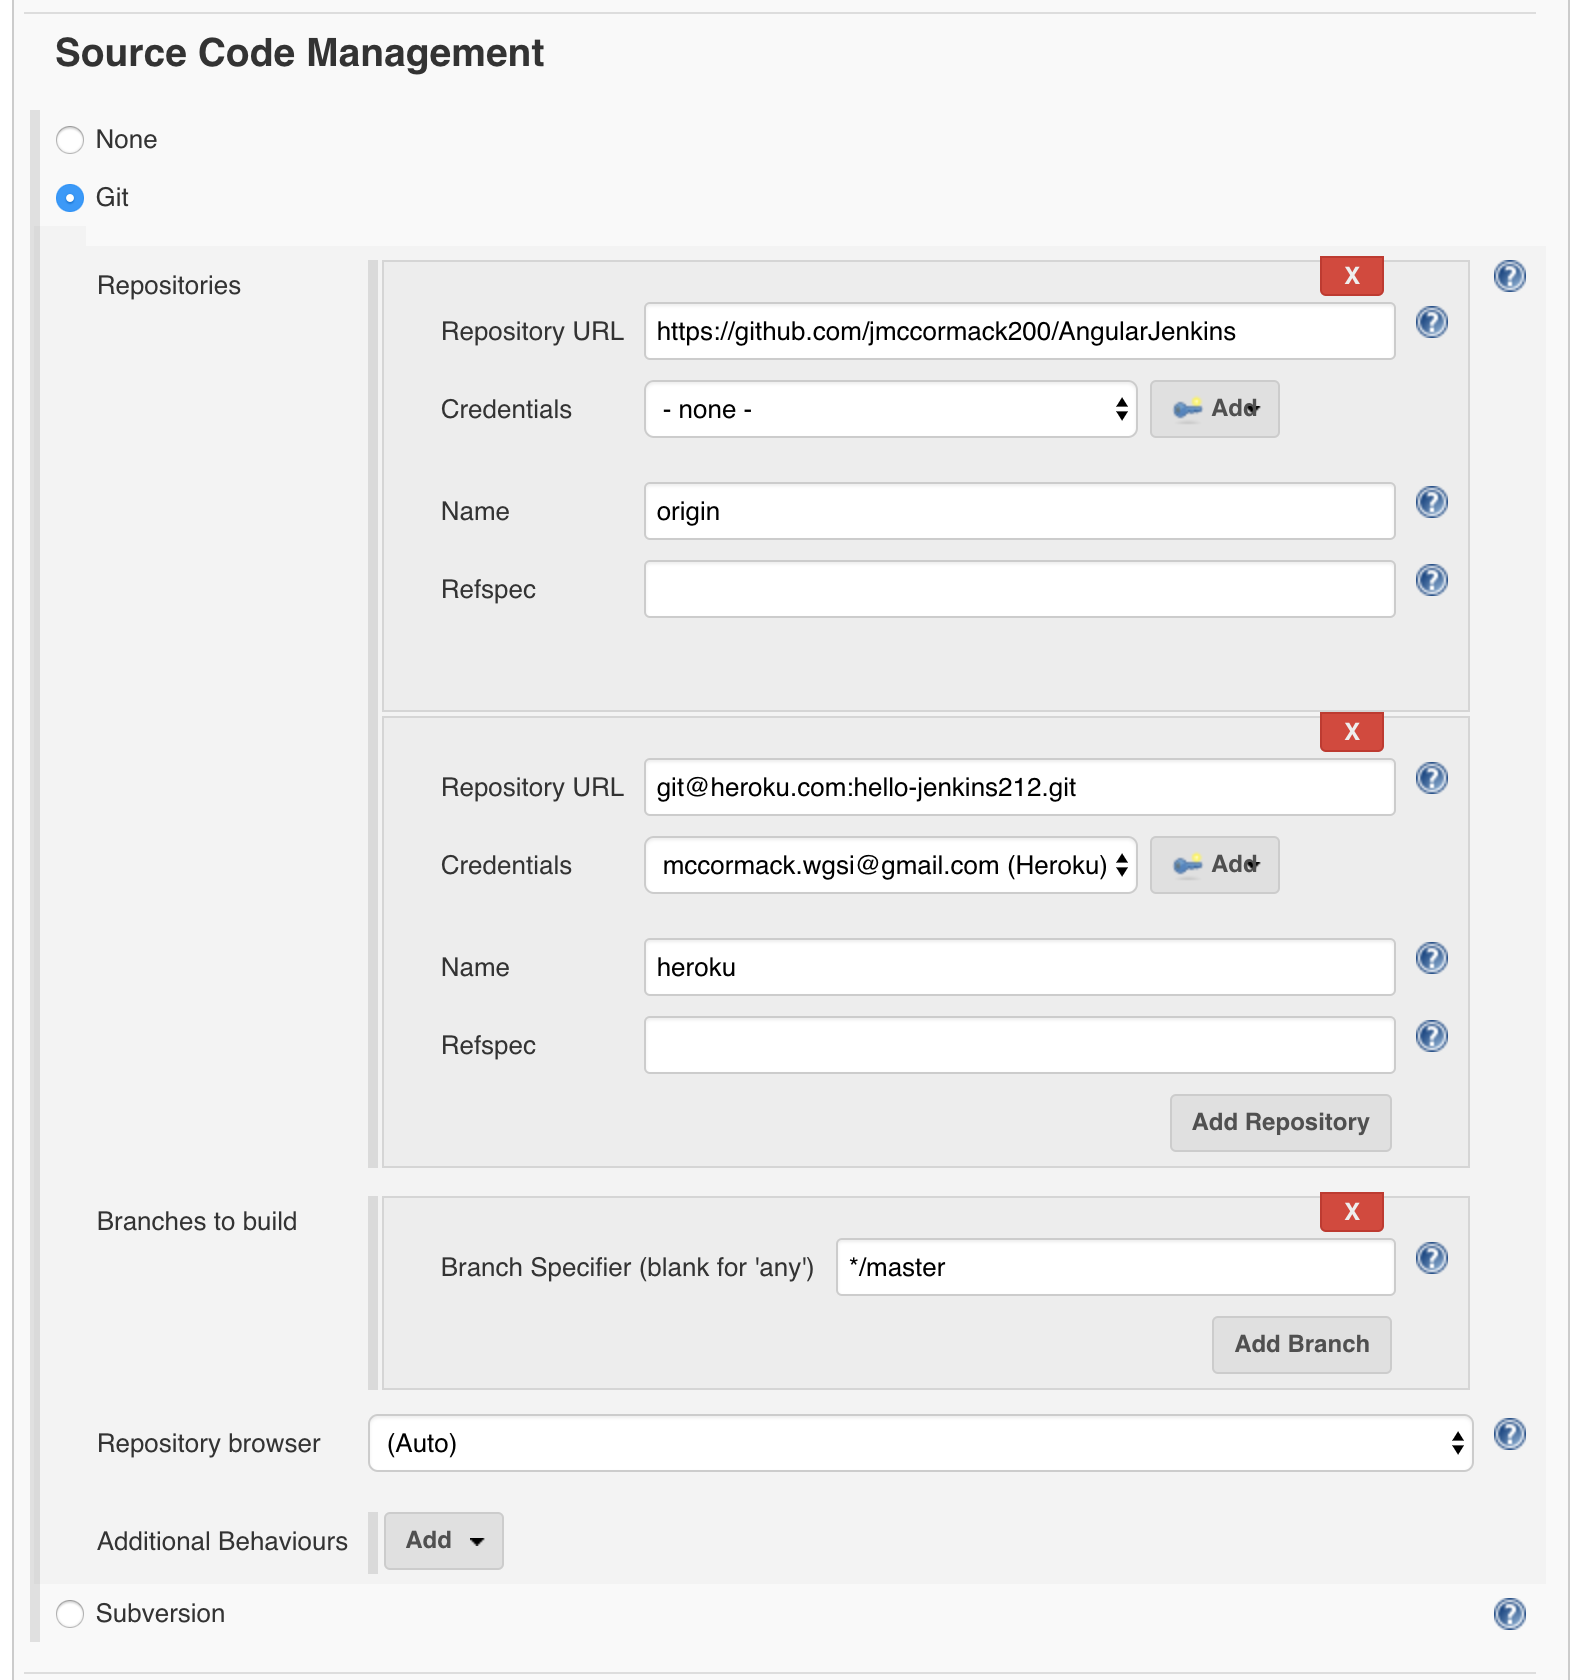 Source Code Management
None
Git
Repositories
X
Repository URL https://github.com/jmccormack200/AngularJenkins
Credentials - none - Add
Name origin
Refspec
X
Repository URL git@heroku.com:hello-jenkins212.git
Credentials mccormack.wgsi@gmail.com (Heroku) Add
Name heroku
Refspec
Add Repository
Branches to build
X
Branch Specifier (blank for 'any') */master
Add Branch
Repository browser (Auto)
Additional Behaviours Add
Subversion